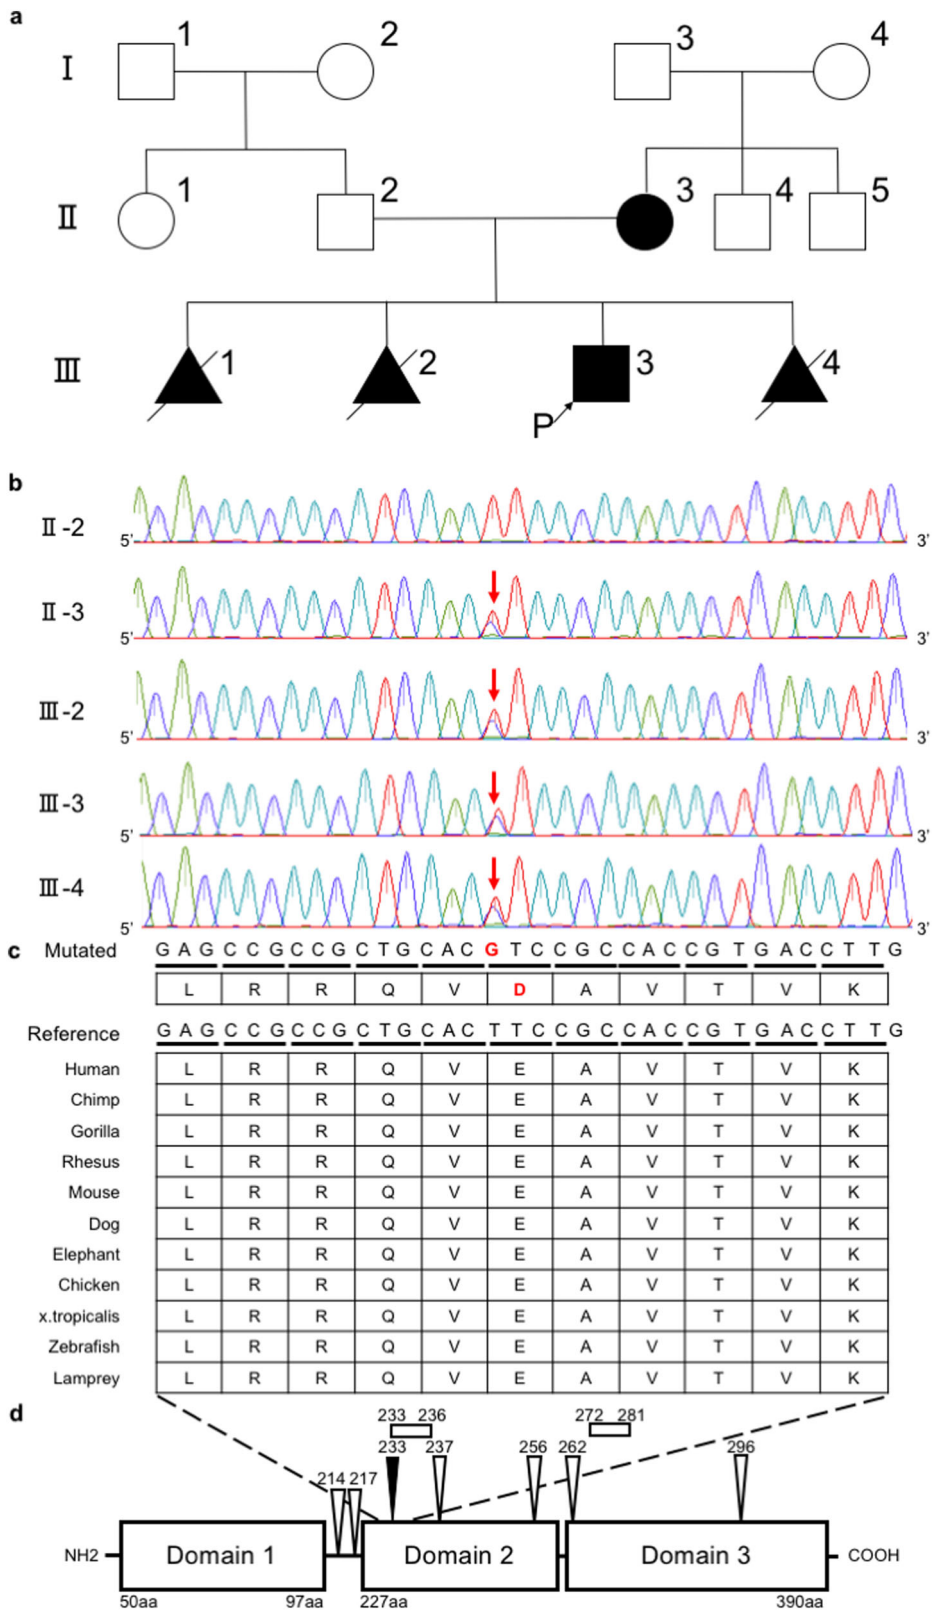 a
1 2 3 4
I
1 2 3 4 5
II
1 2 3 4
III
P
b
II-2 5' 3'
II-3 5' 3'
III-2 5' 3'
III-3 5' 3'
III-4 5' 3'
c Mutated G A G C C G C C G C T G C A C G T C C G C C A C C G T G A C C T T G
L R R Q V D A V T V K
Reference G A G C C G C C G C T G C A C T T C C G C C A C C G T G A C C T T G
Human L R R Q V E A V T V K
Chimp L R R Q V E A V T V K
Gorilla L R R Q V E A V T V K
Rhesus L R R Q V E A V T V K
Mouse L R R Q V E A V T V K
Dog L R R Q V E A V T V K
Elephant L R R Q V E A V T V K
Chicken L R R Q V E A V T V K
x.tropicalis L R R Q V E A V T V K
Zebrafish L R R Q V E A V T V K
Lamprey L R R Q V E A V T V K
d
233 236 272 281
233 237 256 262 296
214 217
NH2 Domain 1 Domain 2 Domain 3 COOH
50aa 97aa 227aa 390aa